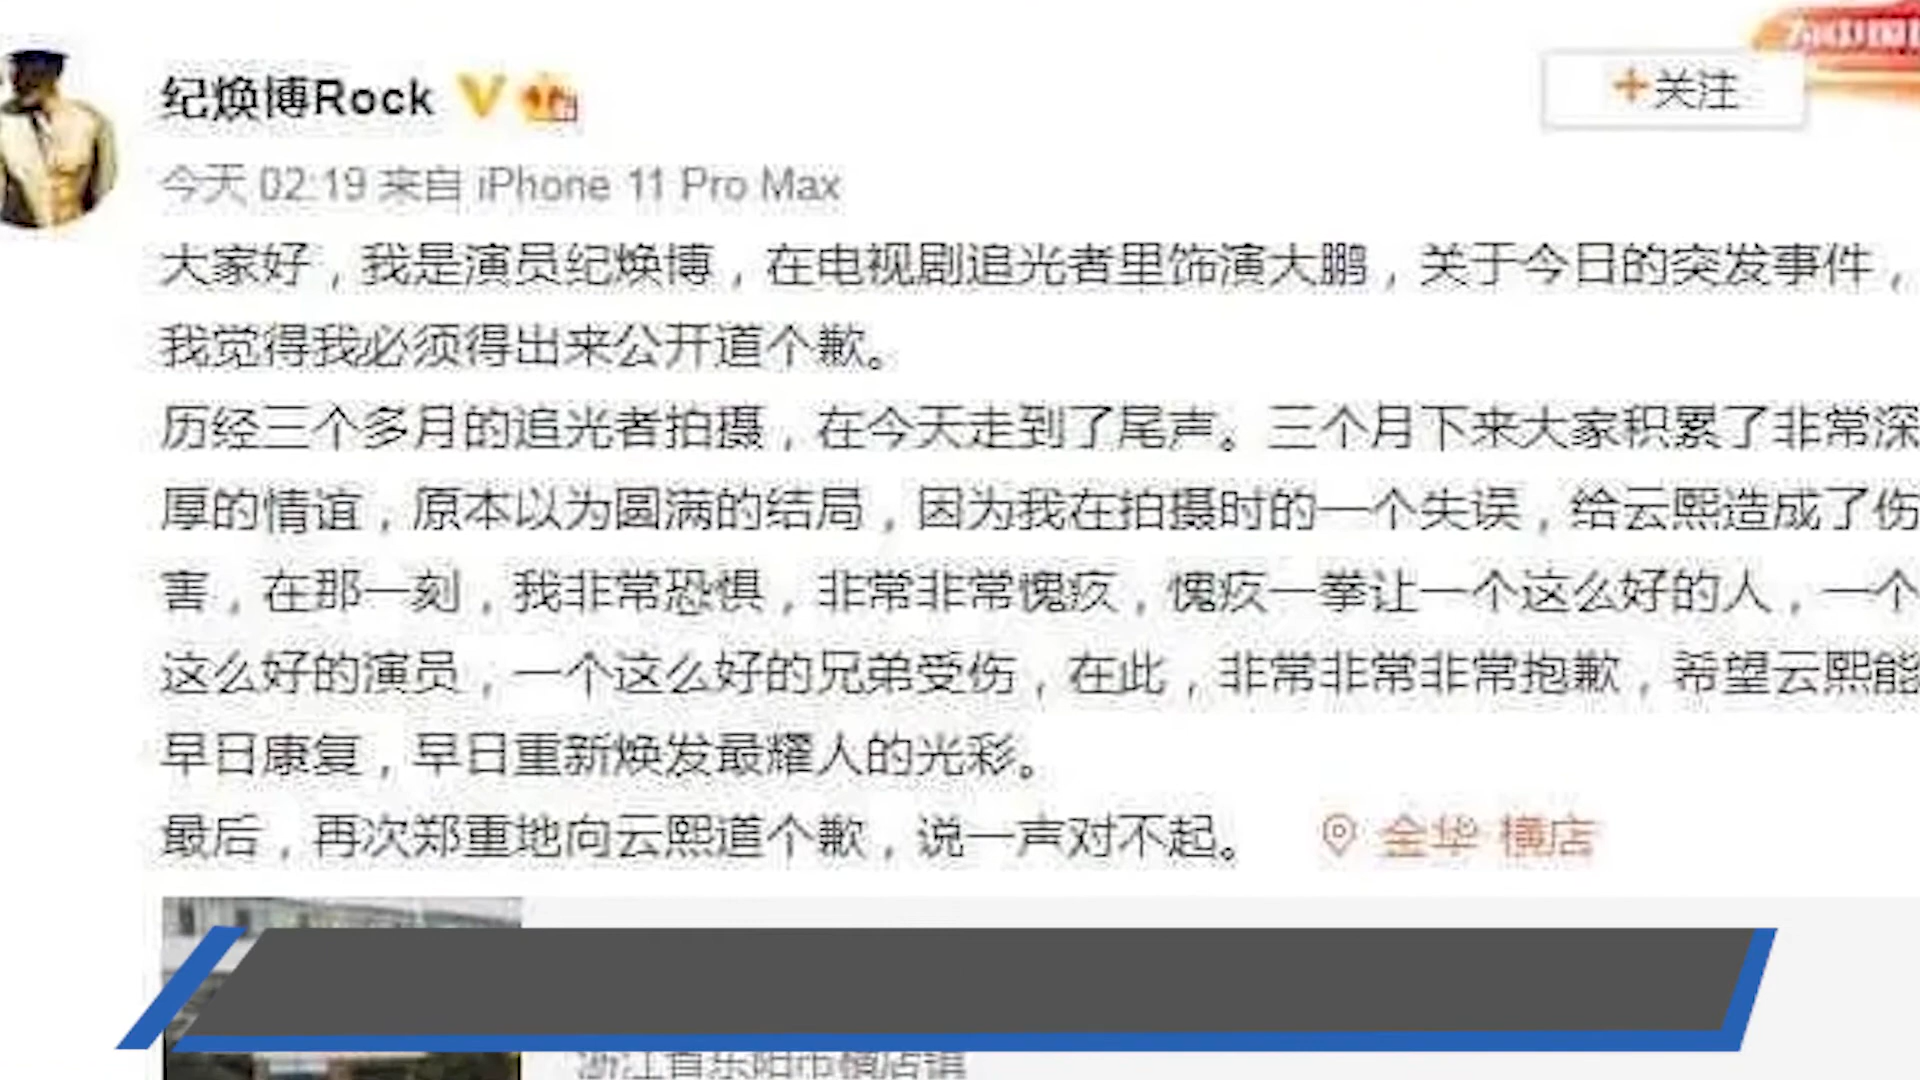 纪焕博Rock
+关注
今天 02:19 来自 iPhone 11 Pro Max
大家好，我是演员纪焕博，在电视剧追光者里饰演大鹏，关于今日的突发事件，
我觉得我必须得出来公开道个歉。
历经三个多月的追光者拍摄，在今天走到了尾声。三个月下来大家积累了非常深
厚的情谊，原本以为圆满的结局，因为我在拍摄时的一个失误，给云熙造成了伤
害，在那一刻，我非常恐惧，非常非常愧疚，愧疚一拳让一个这么好的人，一个
这么好的演员，一个这么好的兄弟受伤，在此，非常非常非常抱歉，希望云熙能
早日康复，早日重新焕发最耀人的光彩。
最后，再次郑重地向云熙道个歉，说一声对不起。 金华·横店